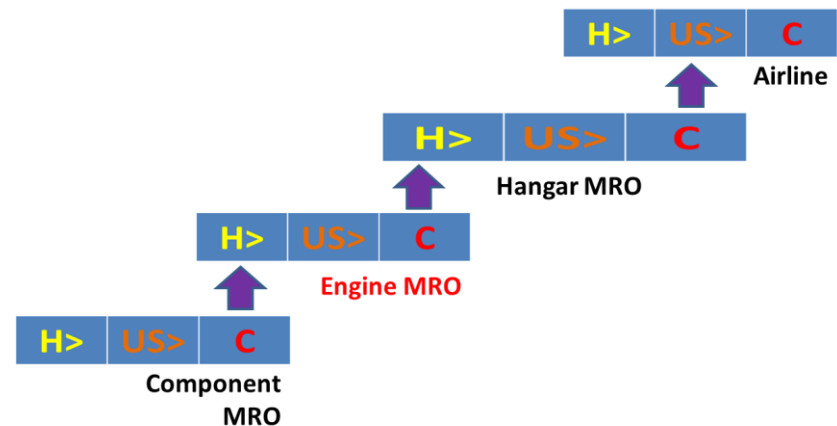 H> US> C
Airline
H> US> C
Hangar MRO
H> US> C
Engine MRO
H> US> C
Component
MRO